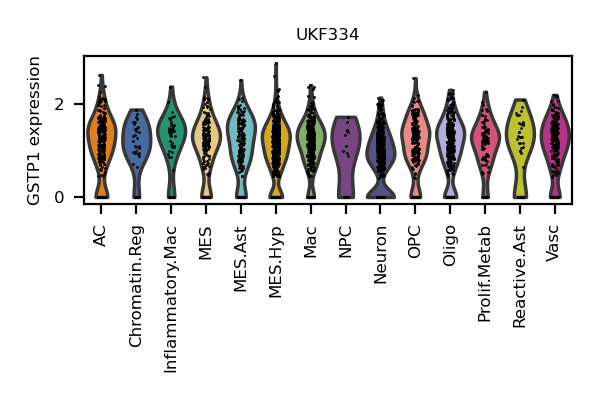 UKF334
GSTP1 expression
2
0
AC
Chromatin.Reg
Inflammatory.Mac
MES
MES.Ast
MES.Hyp
Mac
NPC
Neuron
OPC
Oligo
Prolif.Metab
Reactive.Ast
Vasc